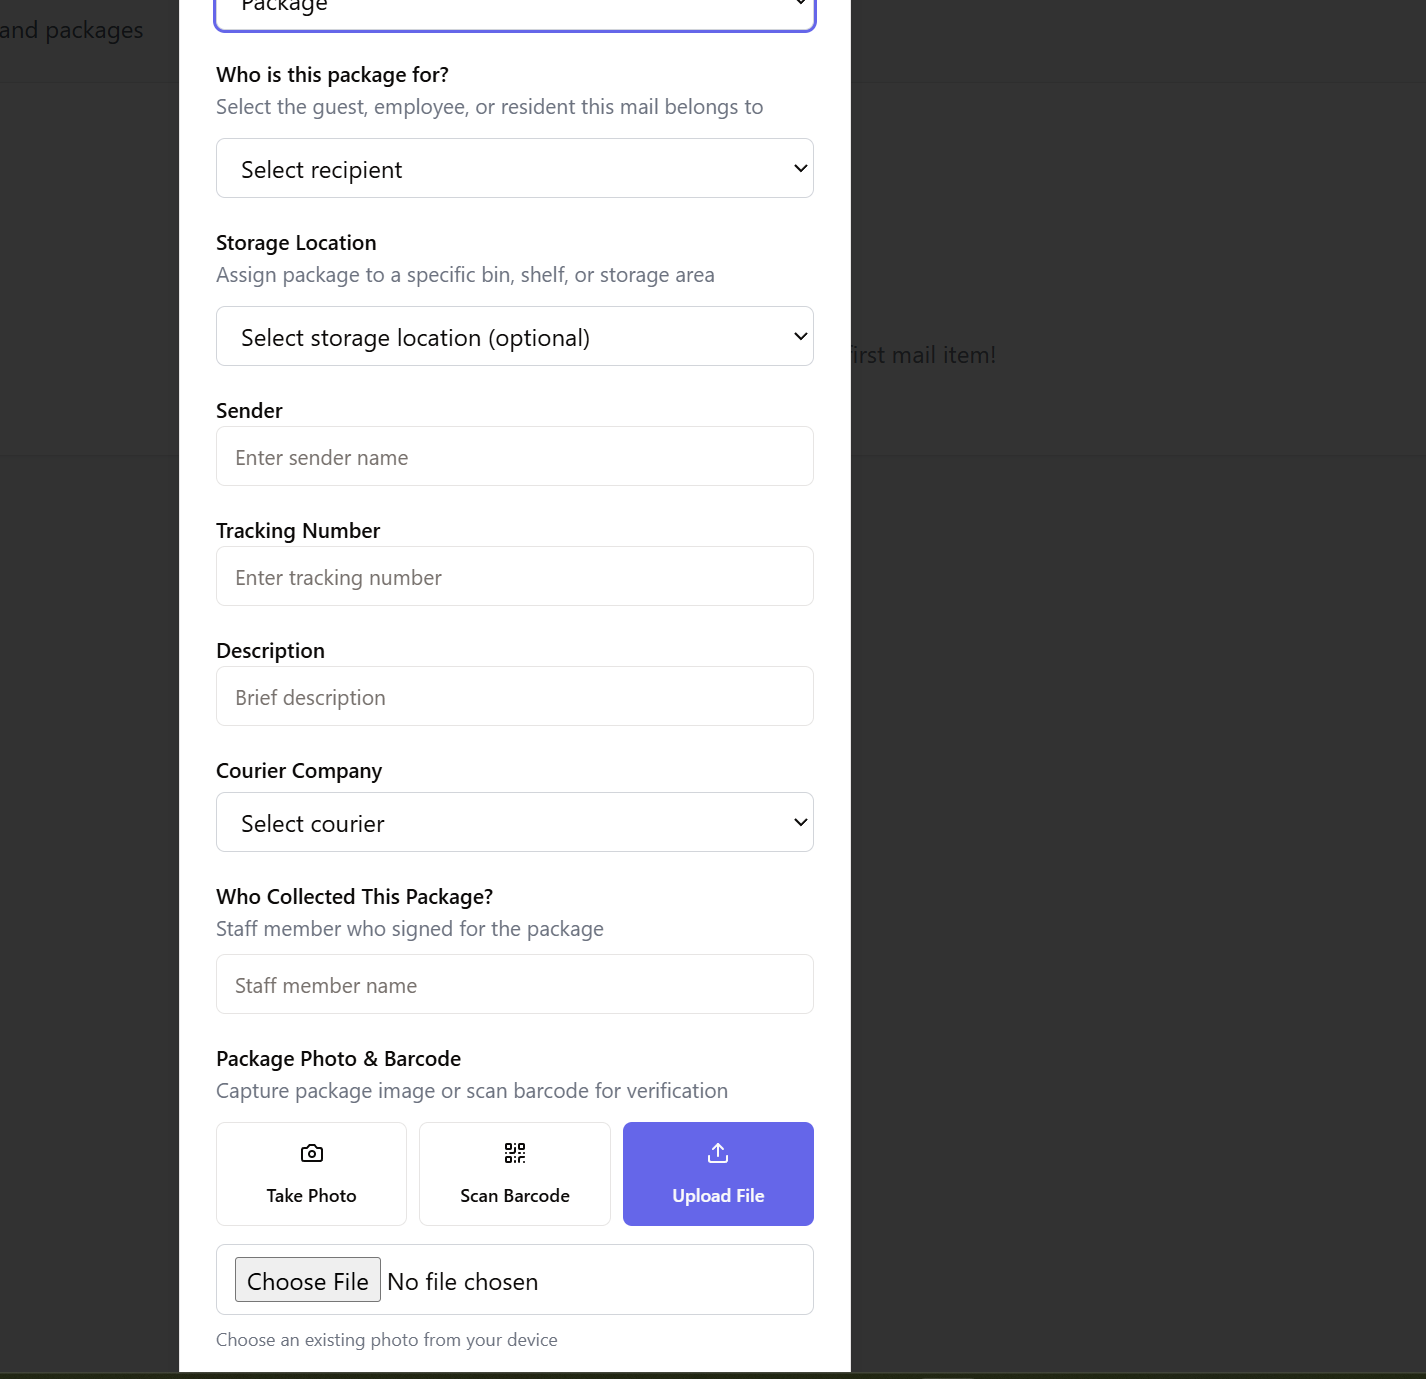 Package
and packages
Who is this package for?
Select the guest, employee, or resident this mail belongs to
Select recipient
Storage Location
Assign package to a specific bin, shelf, or storage area
Select storage location (optional)
first mail item!
Sender
Enter sender name
Tracking Number
Enter tracking number
Description
Brief description
Courier Company
Select courier
Who Collected This Package?
Staff member who signed for the package
Staff member name
Package Photo & Barcode
Capture package image or scan barcode for verification
Take Photo
Scan Barcode
Upload File
Choose File No file chosen
Choose an existing photo from your device